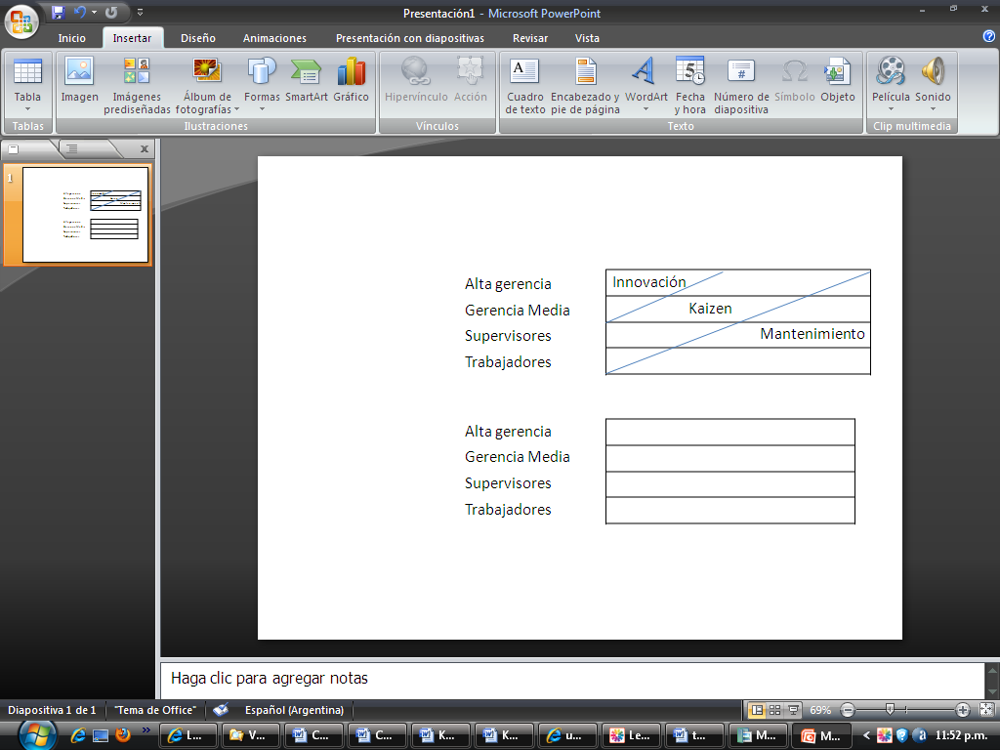 Presentación1 - Microsoft PowerPoint
Inicio Insertar Diseño Animaciones Presentación con diapositivas Revisar Vista
Tabla Imagen Imágenes prediseñadas Álbum de fotografías Formas SmartArt Gráfico Hipervínculo Acción Cuadro de texto Encabezado y pie de página WordArt Fecha y hora Número de diapositiva Símbolo Objeto Película Sonido
Tablas Ilustraciones Vínculos Texto Clip multimedia
1
Alta gerencia Innovación
Gerencia Media Kaizen
Supervisores Mantenimiento
Trabajadores
Alta gerencia
Gerencia Media
Supervisores
Trabajadores
Haga clic para agregar notas
Diapositiva 1 de 1 "Tema de Office" Español (Argentina) 69%
L... V... C... C... K... K... u... Le... t... M... M... 11:52 p.m.